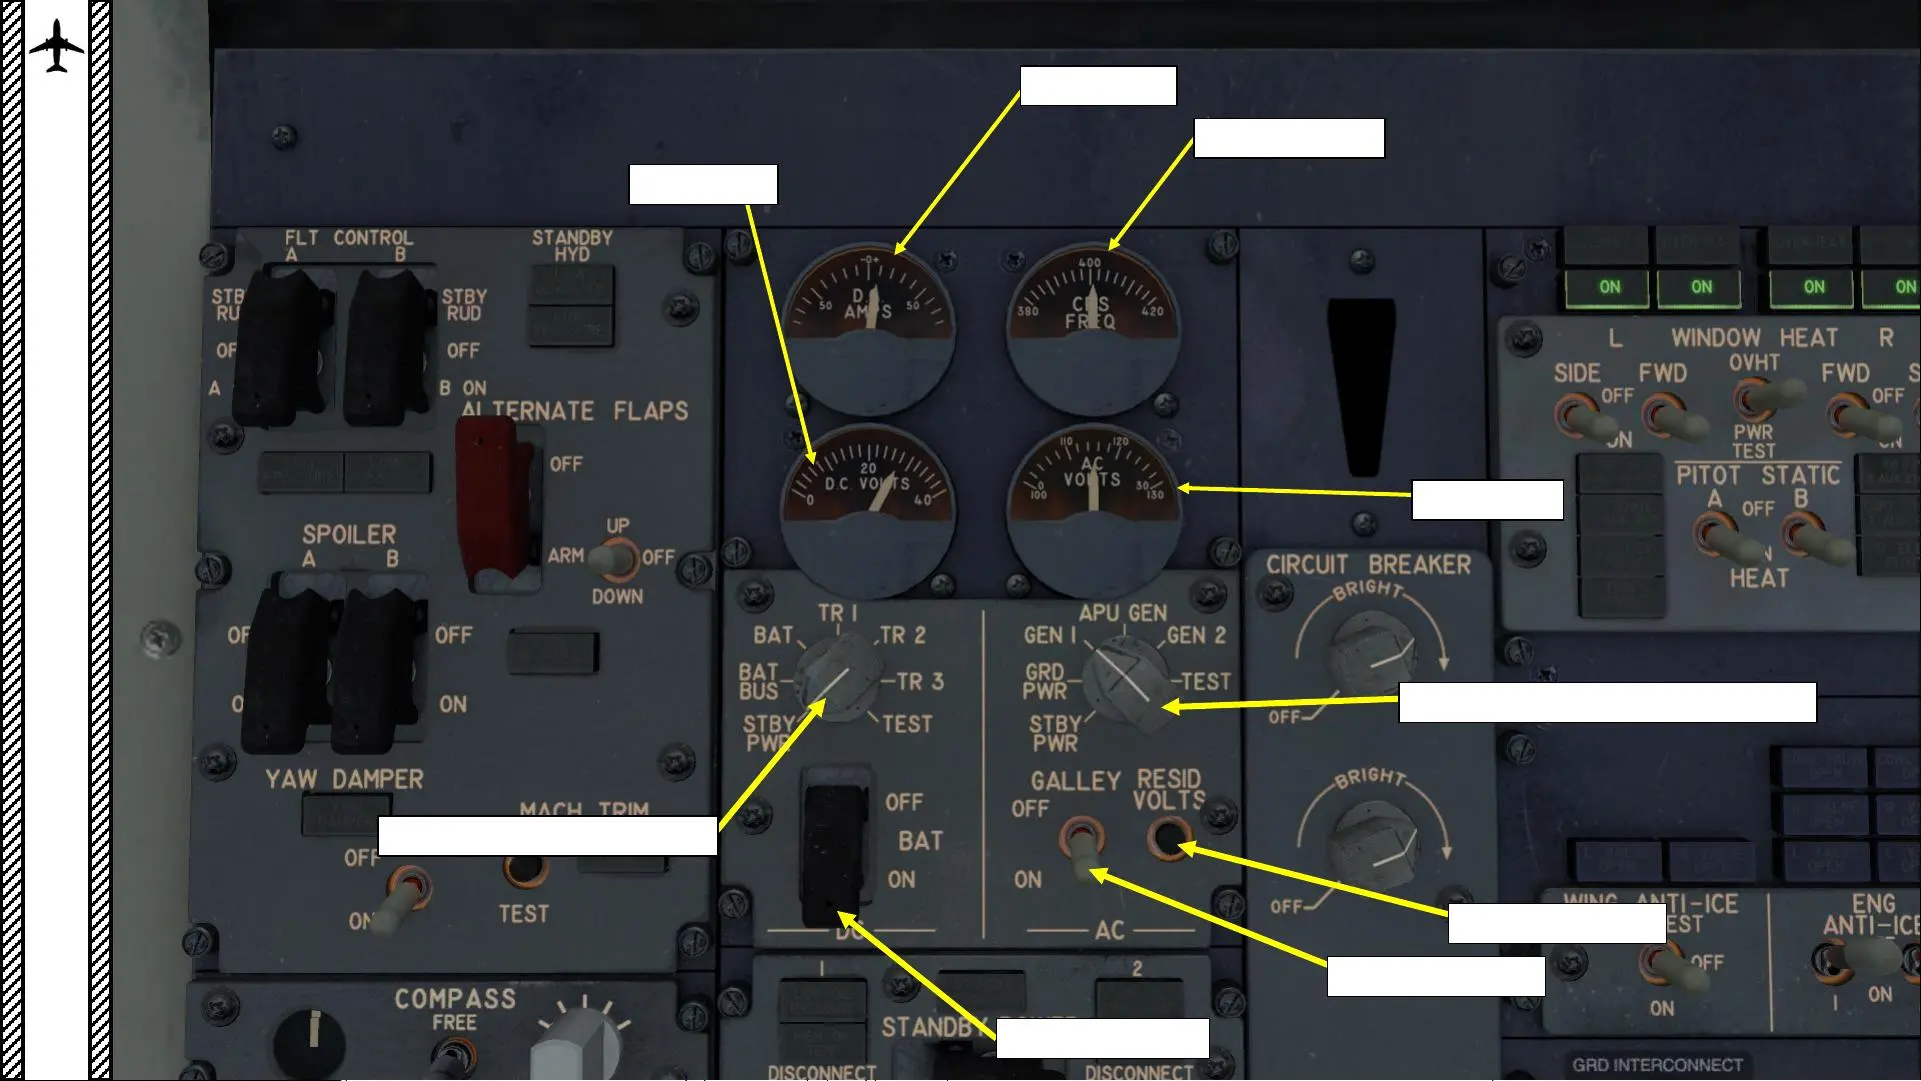 FLT CONTROL
A B
STANDBY
HYD
STBY
RUD
OFF
A
B ON
ALTERNATE FLAPS
OFF
UP
ARM OFF
DOWN
SPOILER
A B
OFF
ON
YAW DAMPER
MACH TRIM
OFF
ON
TEST
COMPASS
FREE
-0+
50 50
AMPS
400
380 420
CPS
FREQ
20
0 40
D.C. VOLTS
110 120
0 30
100 130
AC
VOLTS
TR 1
BAT TR 2
BAT
BUS
TR 3
STBY
PWR
TEST
OFF
BAT
ON
DC
APU GEN
GEN 1 GEN 2
GRD
PWR
TEST
STBY
PWR
GALLEY
OFF
ON
RESID
VOLTS
AC
1 2
STANDBY
DISCONNECT DISCONNECT
CIRCUIT BREAKER
BRIGHT
OFF
BRIGHT
OFF
ON ON ON ON
L WINDOW HEAT R
SIDE FWD OVHT FWD
OFF OFF
ON
PWR
TEST
PITOT STATIC
A OFF B
HEAT
WING ANTI-ICE
OFF
ON
ENG
ANTI-ICE
1 ON
GRD INTERCONNECT